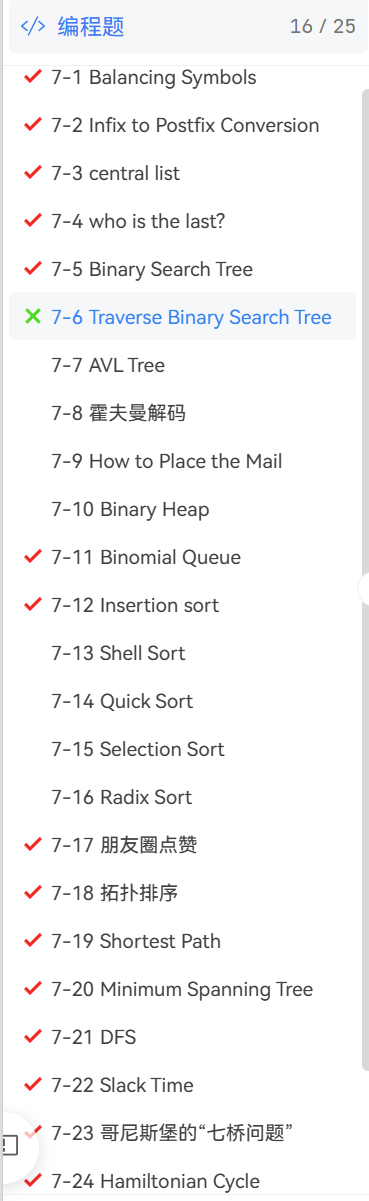 </> 编程题 16 / 25
7-1 Balancing Symbols
7-2 Infix to Postfix Conversion
7-3 central list
7-4 who is the last?
7-5 Binary Search Tree
7-6 Traverse Binary Search Tree
7-7 AVL Tree
7-8 霍夫曼解码
7-9 How to Place the Mail
7-10 Binary Heap
7-11 Binomial Queue
7-12 Insertion sort
7-13 Shell Sort
7-14 Quick Sort
7-15 Selection Sort
7-16 Radix Sort
7-17 朋友圈点赞
7-18 拓扑排序
7-19 Shortest Path
7-20 Minimum Spanning Tree
7-21 DFS
7-22 Slack Time
7-23 哥尼斯堡的“七桥问题”
7-24 Hamiltonian Cycle